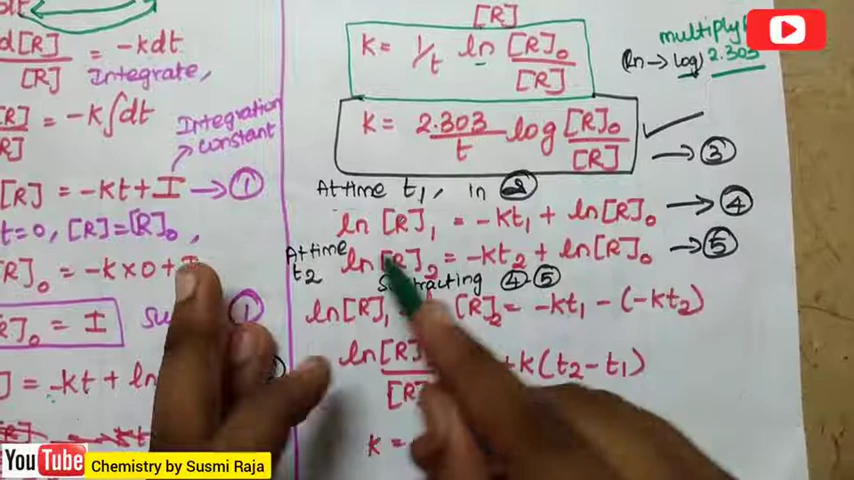 d[R]/[R] = -kdt
Integrate,
= -k∫dt
Integration
constant
[R] = -kt + I → ①
t=0, [R]=[R]₀,
[R]₀ = -k×0+I
[R]₀ = I
①
] = -kt + ln
[R]
K = 1/t ln [R]₀/[R]
multiply
(ln → log) 2.303
K = 2.303/t log [R]₀/[R] → ③
At time t₁, in ②
ln [R]₁ = -kt₁ + ln[R]₀ → ④
At time t₂
ln[R]₂ = -kt₂ + ln[R]₀ → ⑤
Subtracting ④-⑤
ln[R]₁ [R]₂ = -kt₁ - (-kt₂)
ln[R] +k(t₂-t₁)
[R]
k =
YouTube
Chemistry by Susmi Raja